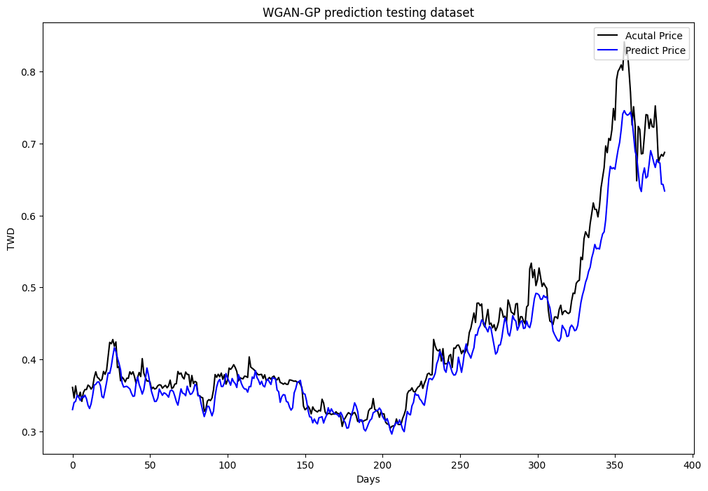 WGAN-GP prediction testing dataset
Acutal Price
Predict Price
TWD
0.8
0.7
0.6
0.5
0.4
0.3
0 50 100 150 200 250 300 350 400
Days